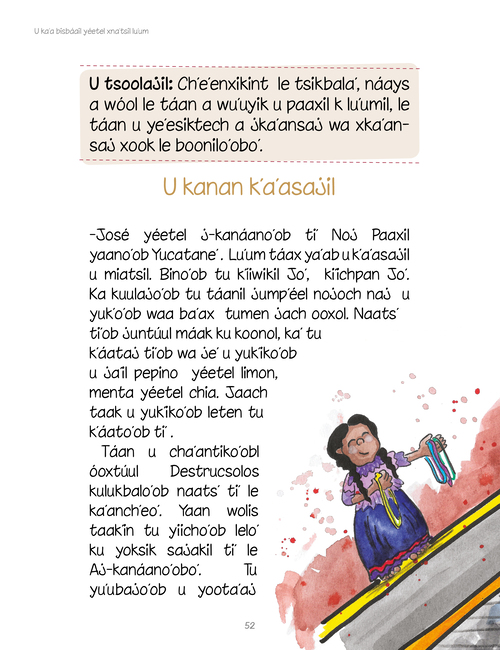 U ka'a bisbáail yéetel xna'tsil lu'um
U tsoolajil: Ch'e'enxikint le tsikbala', náays
a wóol le táan a wu'uyik u paaxil k lu'umil, le
táan u ye'esiktech a jka'ansaj wa xka'an-
saj xook le boonilo'obo'.
U kanan k'a'asajil
-José yéetel j-kanáano'ob ti' Noj Paaxil
yaano'ob Yucatane'. Lu'um táax ya'ab u k'a'asajil
u miatsil. Bino'ob tu k'íiwikil Jo', kiichpan Jo'.
Ka kuulajo'ob tu táanil jump'éel nojoch naj u
yuk'o'ob waa ba'ax tumen jach ooxol. Naats'
ti'ob juntúul máak ku koonol, ka' tu
k'áataj ti'ob wa je' u yukiko'ob
u ja'il pepino yéetel limon,
menta yéetel chia. Jaach
taak u yukiko'ob leten tu
k'áato'ob ti'.
Táan u cha'antiko'obl
óoxtúul Destrucsolos
kulukbalo'ob naats' ti' le
ka'anch'eo'. Yaan wolis
taakin tu yiicho'ob lelo'
ku yoksik sajakil ti' le
Aj-kanáano'obo'. Tu
yu'ubajo'ob u yoota'aj
52